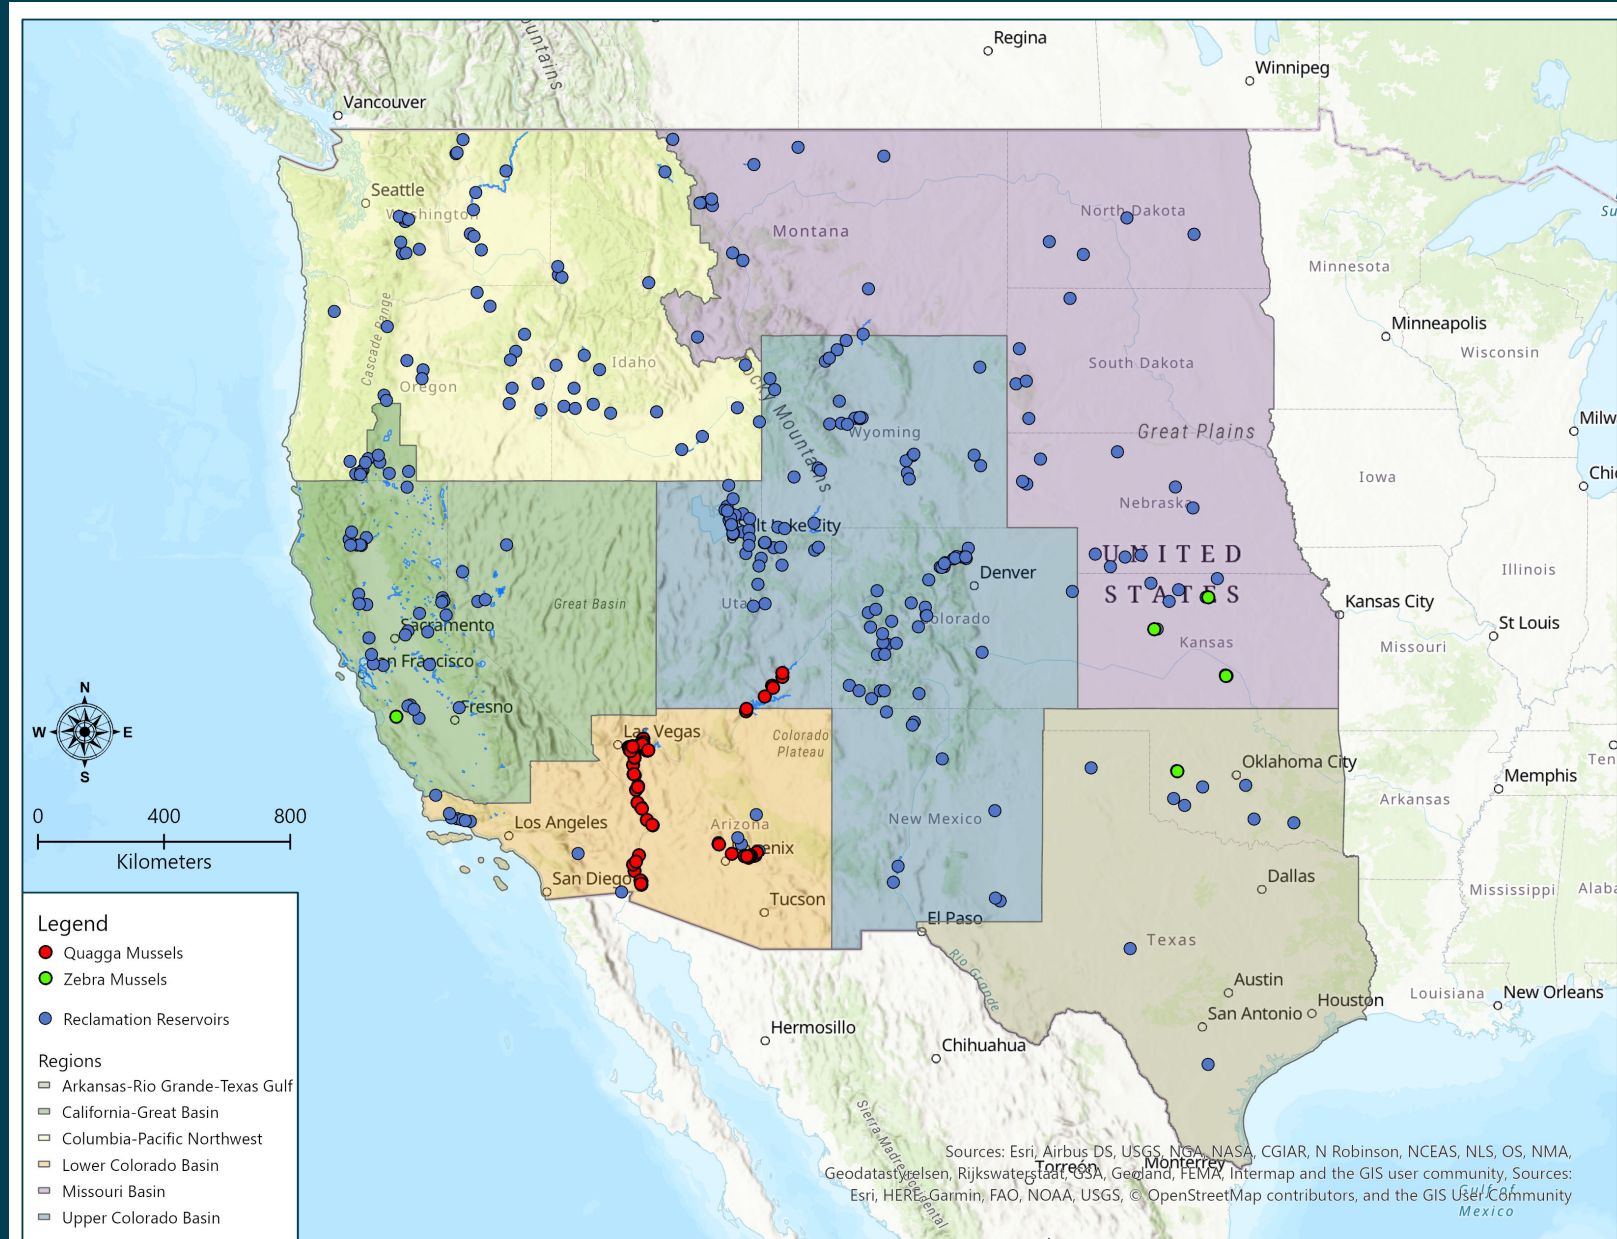 Regina
Winnipeg
Vancouver
Mountains
Seattle
Washington
Montana
North Dakota
Minnesota
Minneapolis
Wisconsin
South Dakota
Cascade Range
Idaho
Oregon
Rocky Mountains
Wyoming
Great Plains
Milw
Iowa
Nebraska
Salt Lake City
UNITED
STATES
Illinois
Denver
Great Basin
Utah
Colorado
Kansas City
St Louis
Sacramento
Missouri
Kansas
San Francisco
Fresno
N
W
E
S
Las Vegas
Colorado
Plateau
Oklahoma City
Memphis
Ten
Arkansas
0
400
800
Kilometers
Los Angeles
Arizona
Phoenix
New Mexico
San Diego
Dallas
Mississippi
Alaba
Tucson
El Paso
Texas
Rio Grande
Austin
Houston
San Antonio
Louisiana
New Orleans
Hermosillo
Chihuahua
Sierra Madre Occidental
Torreón
Monterrey
Gulf of
Mexico
Legend
Quagga Mussels
Zebra Mussels
Reclamation Reservoirs
Regions
Arkansas-Rio Grande-Texas Gulf
California-Great Basin
Columbia-Pacific Northwest
Lower Colorado Basin
Missouri Basin
Upper Colorado Basin
Sources: Esri, Airbus DS, USGS, NGA, NASA, CGIAR, N Robinson, NCEAS, NLS, OS, NMA,
Geodatastyrelsen, Rijkswaterstaat, GSA, Geoland, FEMA, Intermap and the GIS user community, Sources:
Esri, HERE, Garmin, FAO, NOAA, USGS, © OpenStreetMap contributors, and the GIS User Community